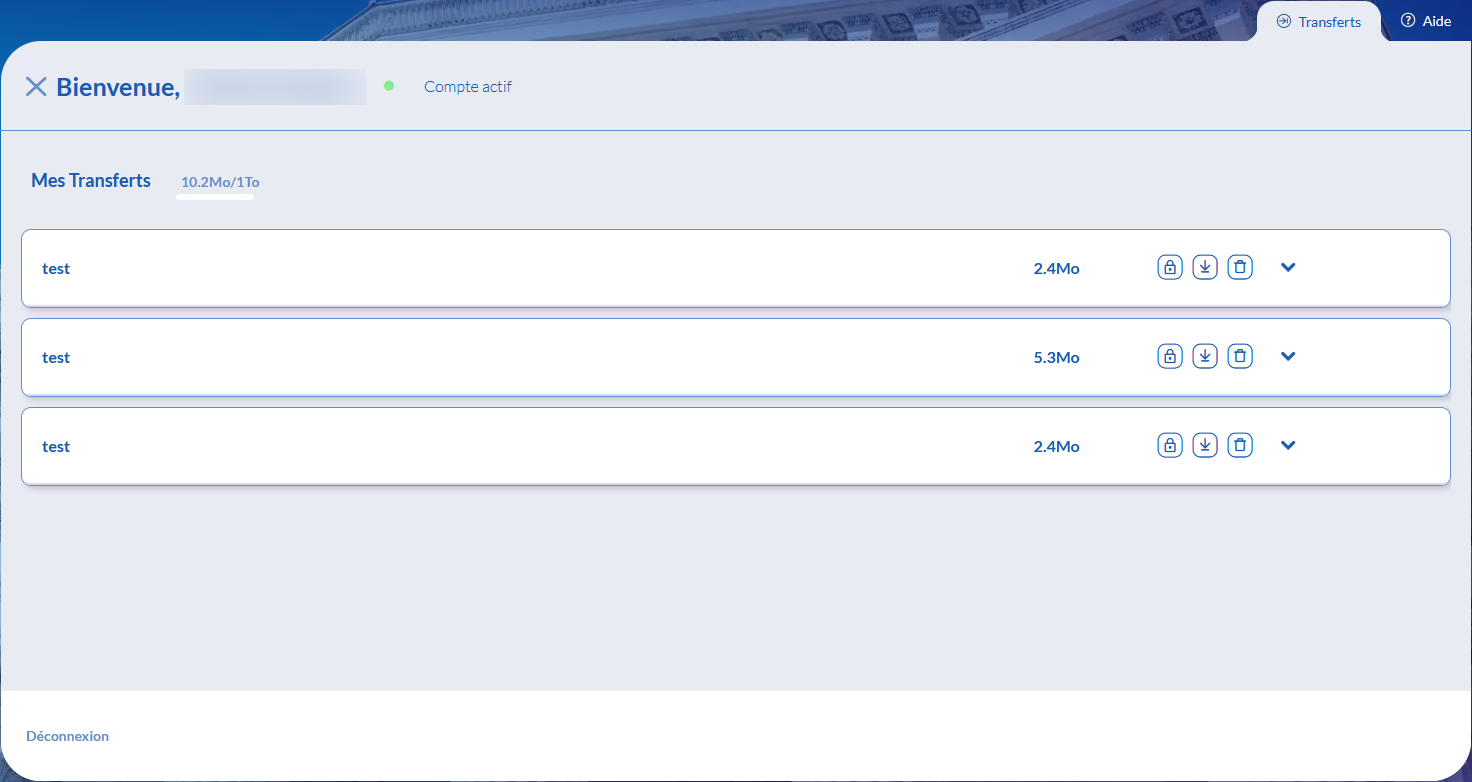 Transferts
Aide
Bienvenue,
Compte actif
Mes Transferts 10.2Mo/1To
test 2.4Mo
test 5.3Mo
test 2.4Mo
Déconnexion